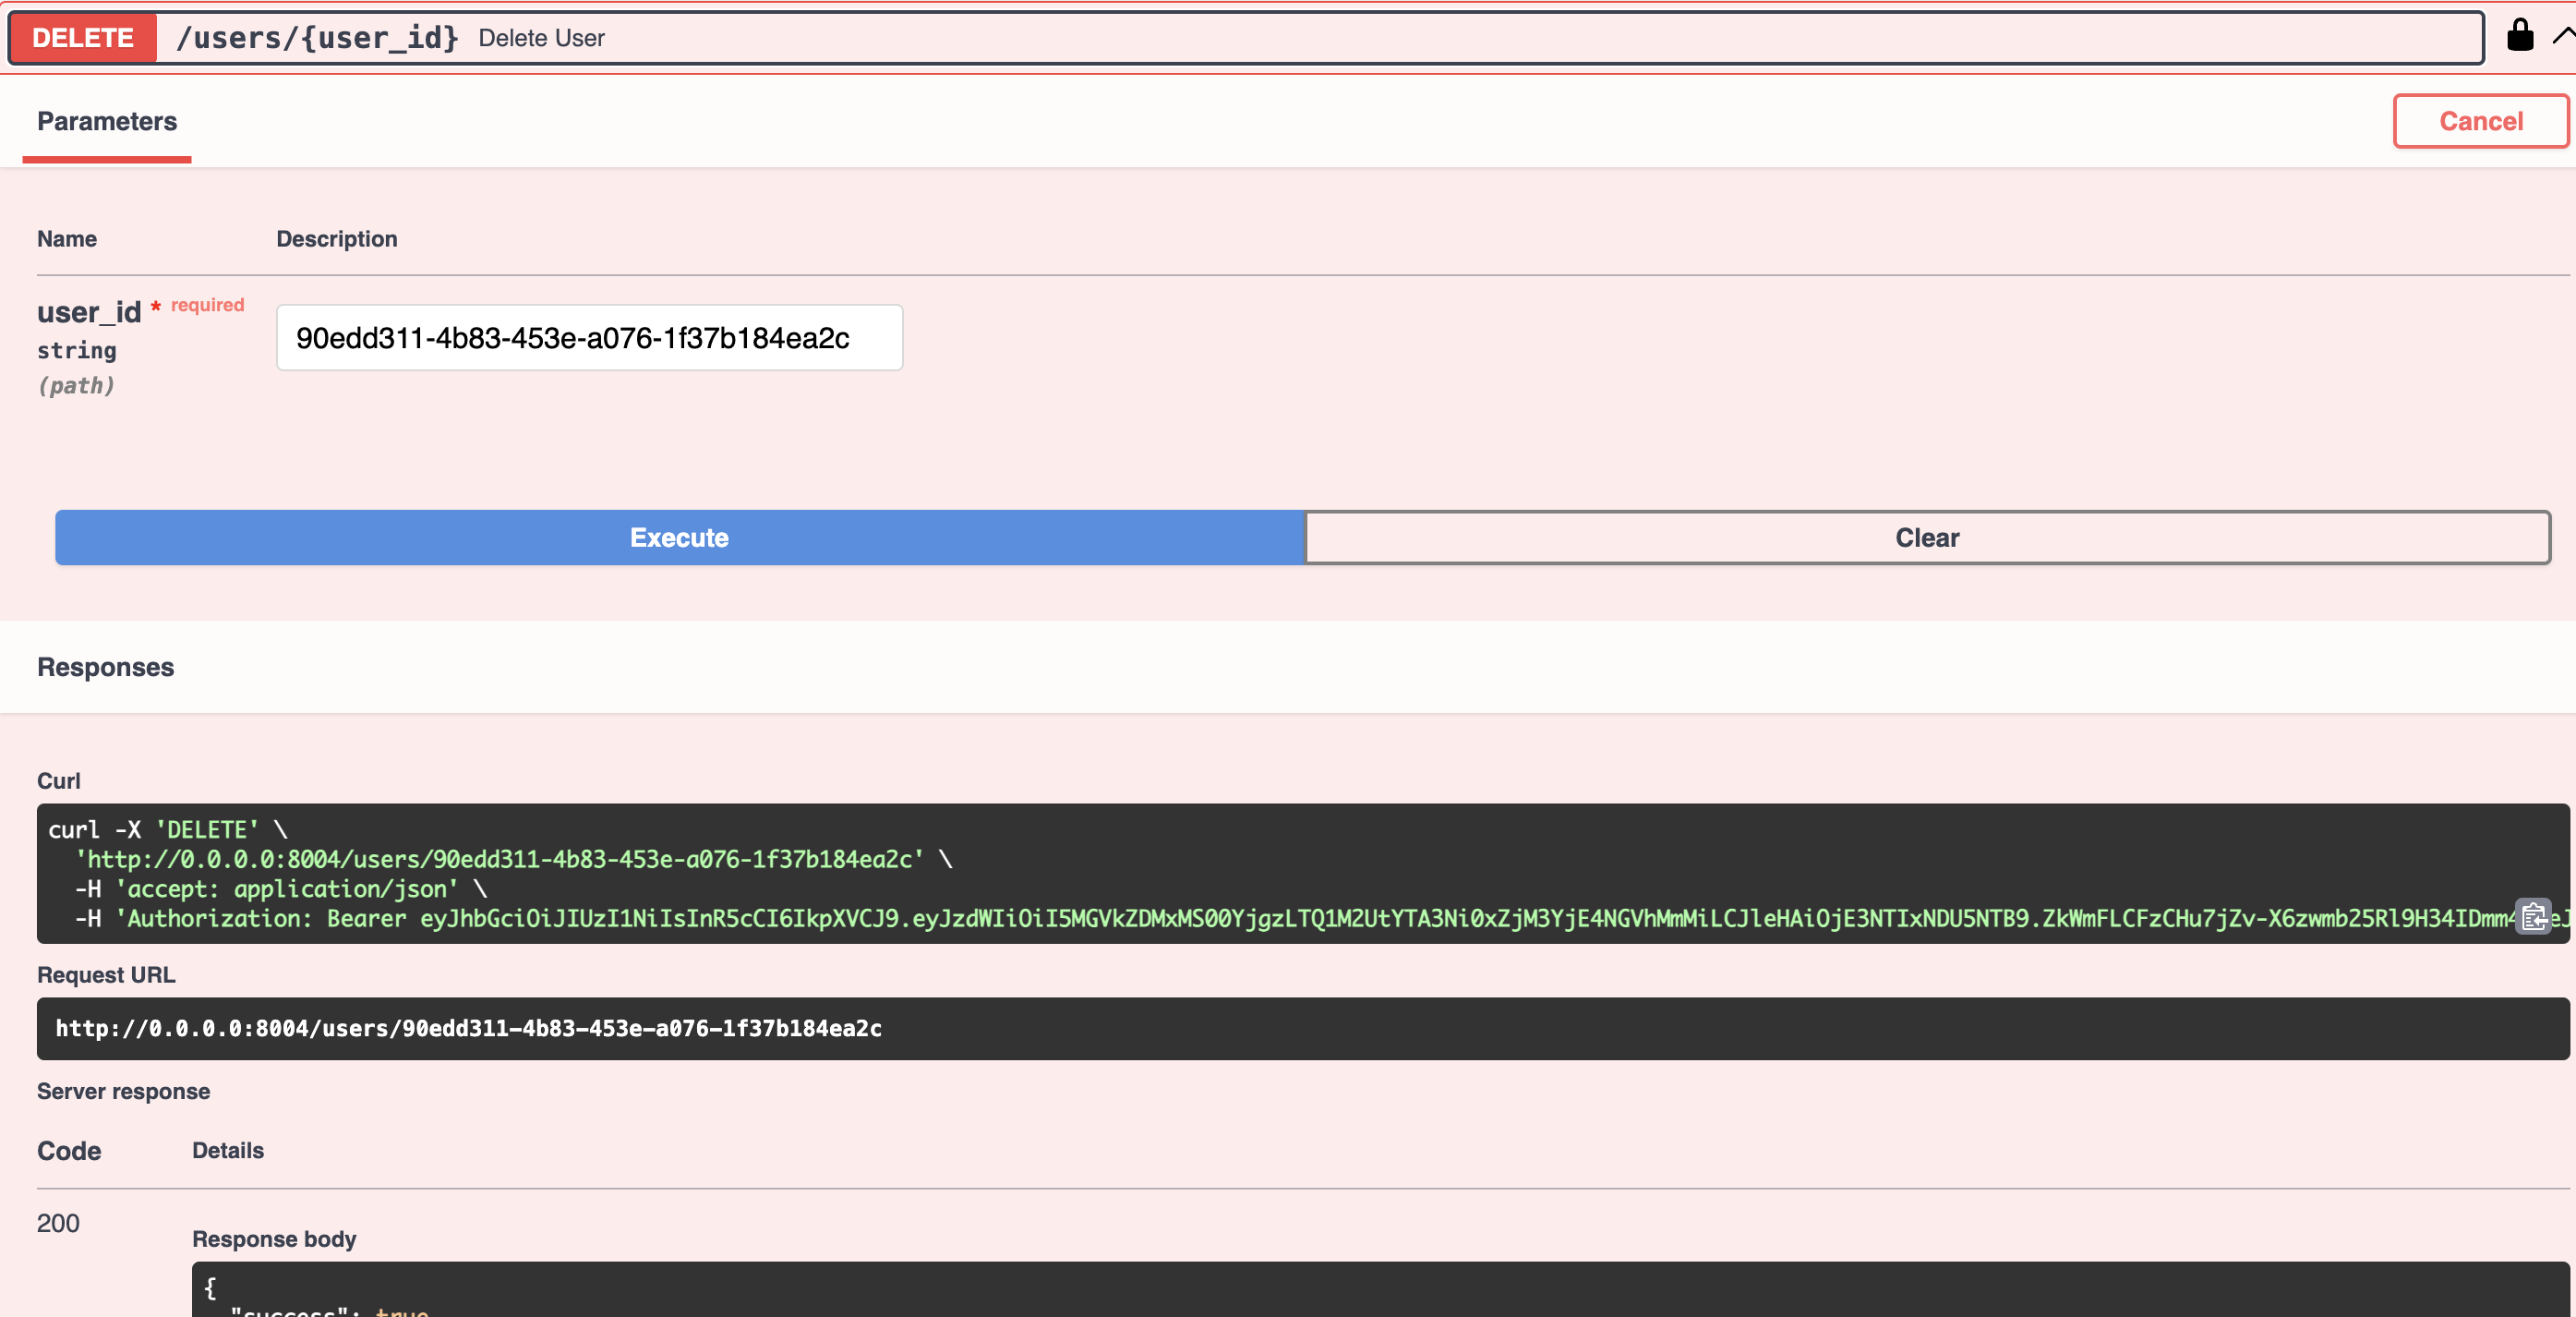 DELETE /users/{user_id} Delete User
Parameters
Cancel
Name Description
user_id * required
string
(path)
90edd311-4b83-453e-a076-1f37b184ea2c
Execute Clear
Responses
Curl
curl -X 'DELETE' \
'http://0.0.0.0:8004/users/90edd311-4b83-453e-a076-1f37b184ea2c' \
-H 'accept: application/json' \
-H 'Authorization: Bearer eyJhbGciOiJIUzI1NiIsInR5cCI6IkpXVCJ9.eyJzdWIiOiI5MGVkZDMxMS00YjgzLTQ1M2UtYTA3Ni0xZjM3YjE4NGVhMmMiLCJleHAiOjE3NTIxNDU5NTB9.ZkWmFLCFzCHu7jZv-X6zwmb25Rl9H34IDmm4
Request URL
http://0.0.0.0:8004/users/90edd311-4b83-453e-a076-1f37b184ea2c
Server response
Code Details
200
Response body
{
"success": true